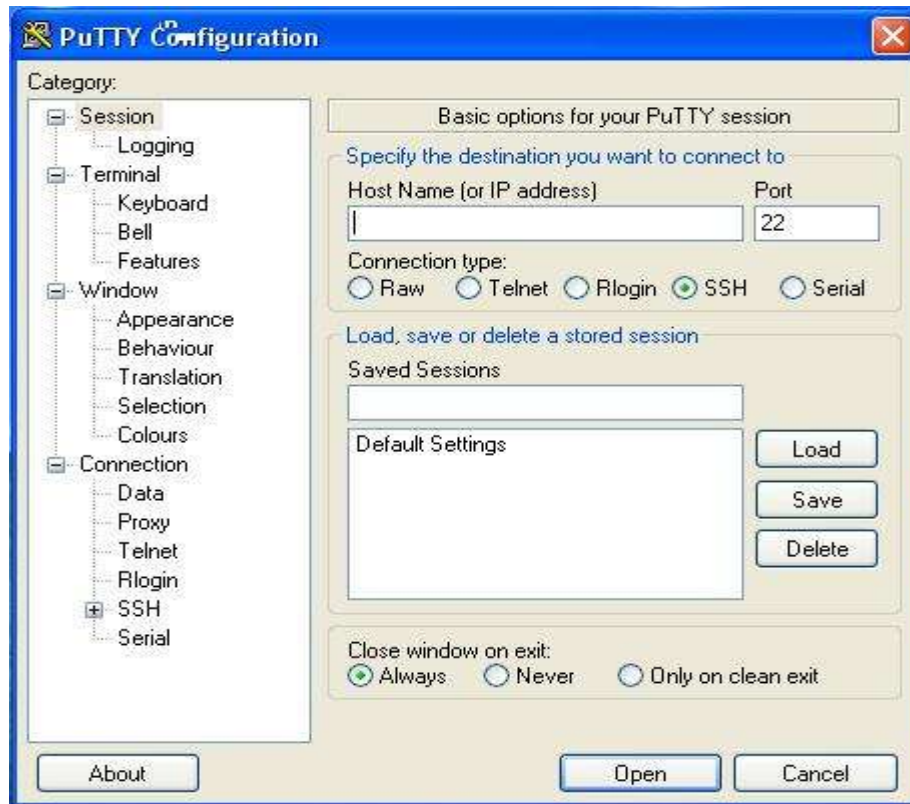 PuTTY Configuration
Category:
Session
Logging
Terminal
Keyboard
Bell
Features
Window
Appearance
Behaviour
Translation
Selection
Colours
Connection
Data
Proxy
Telnet
Rlogin
SSH
Serial
Basic options for your PuTTY session
Specify the destination you want to connect to
Host Name (or IP address) Port
22
Connection type:
Raw Telnet Rlogin SSH Serial
Load, save or delete a stored session
Saved Sessions
Default Settings
Load
Save
Delete
Close window on exit:
Always Never Only on clean exit
About Open Cancel